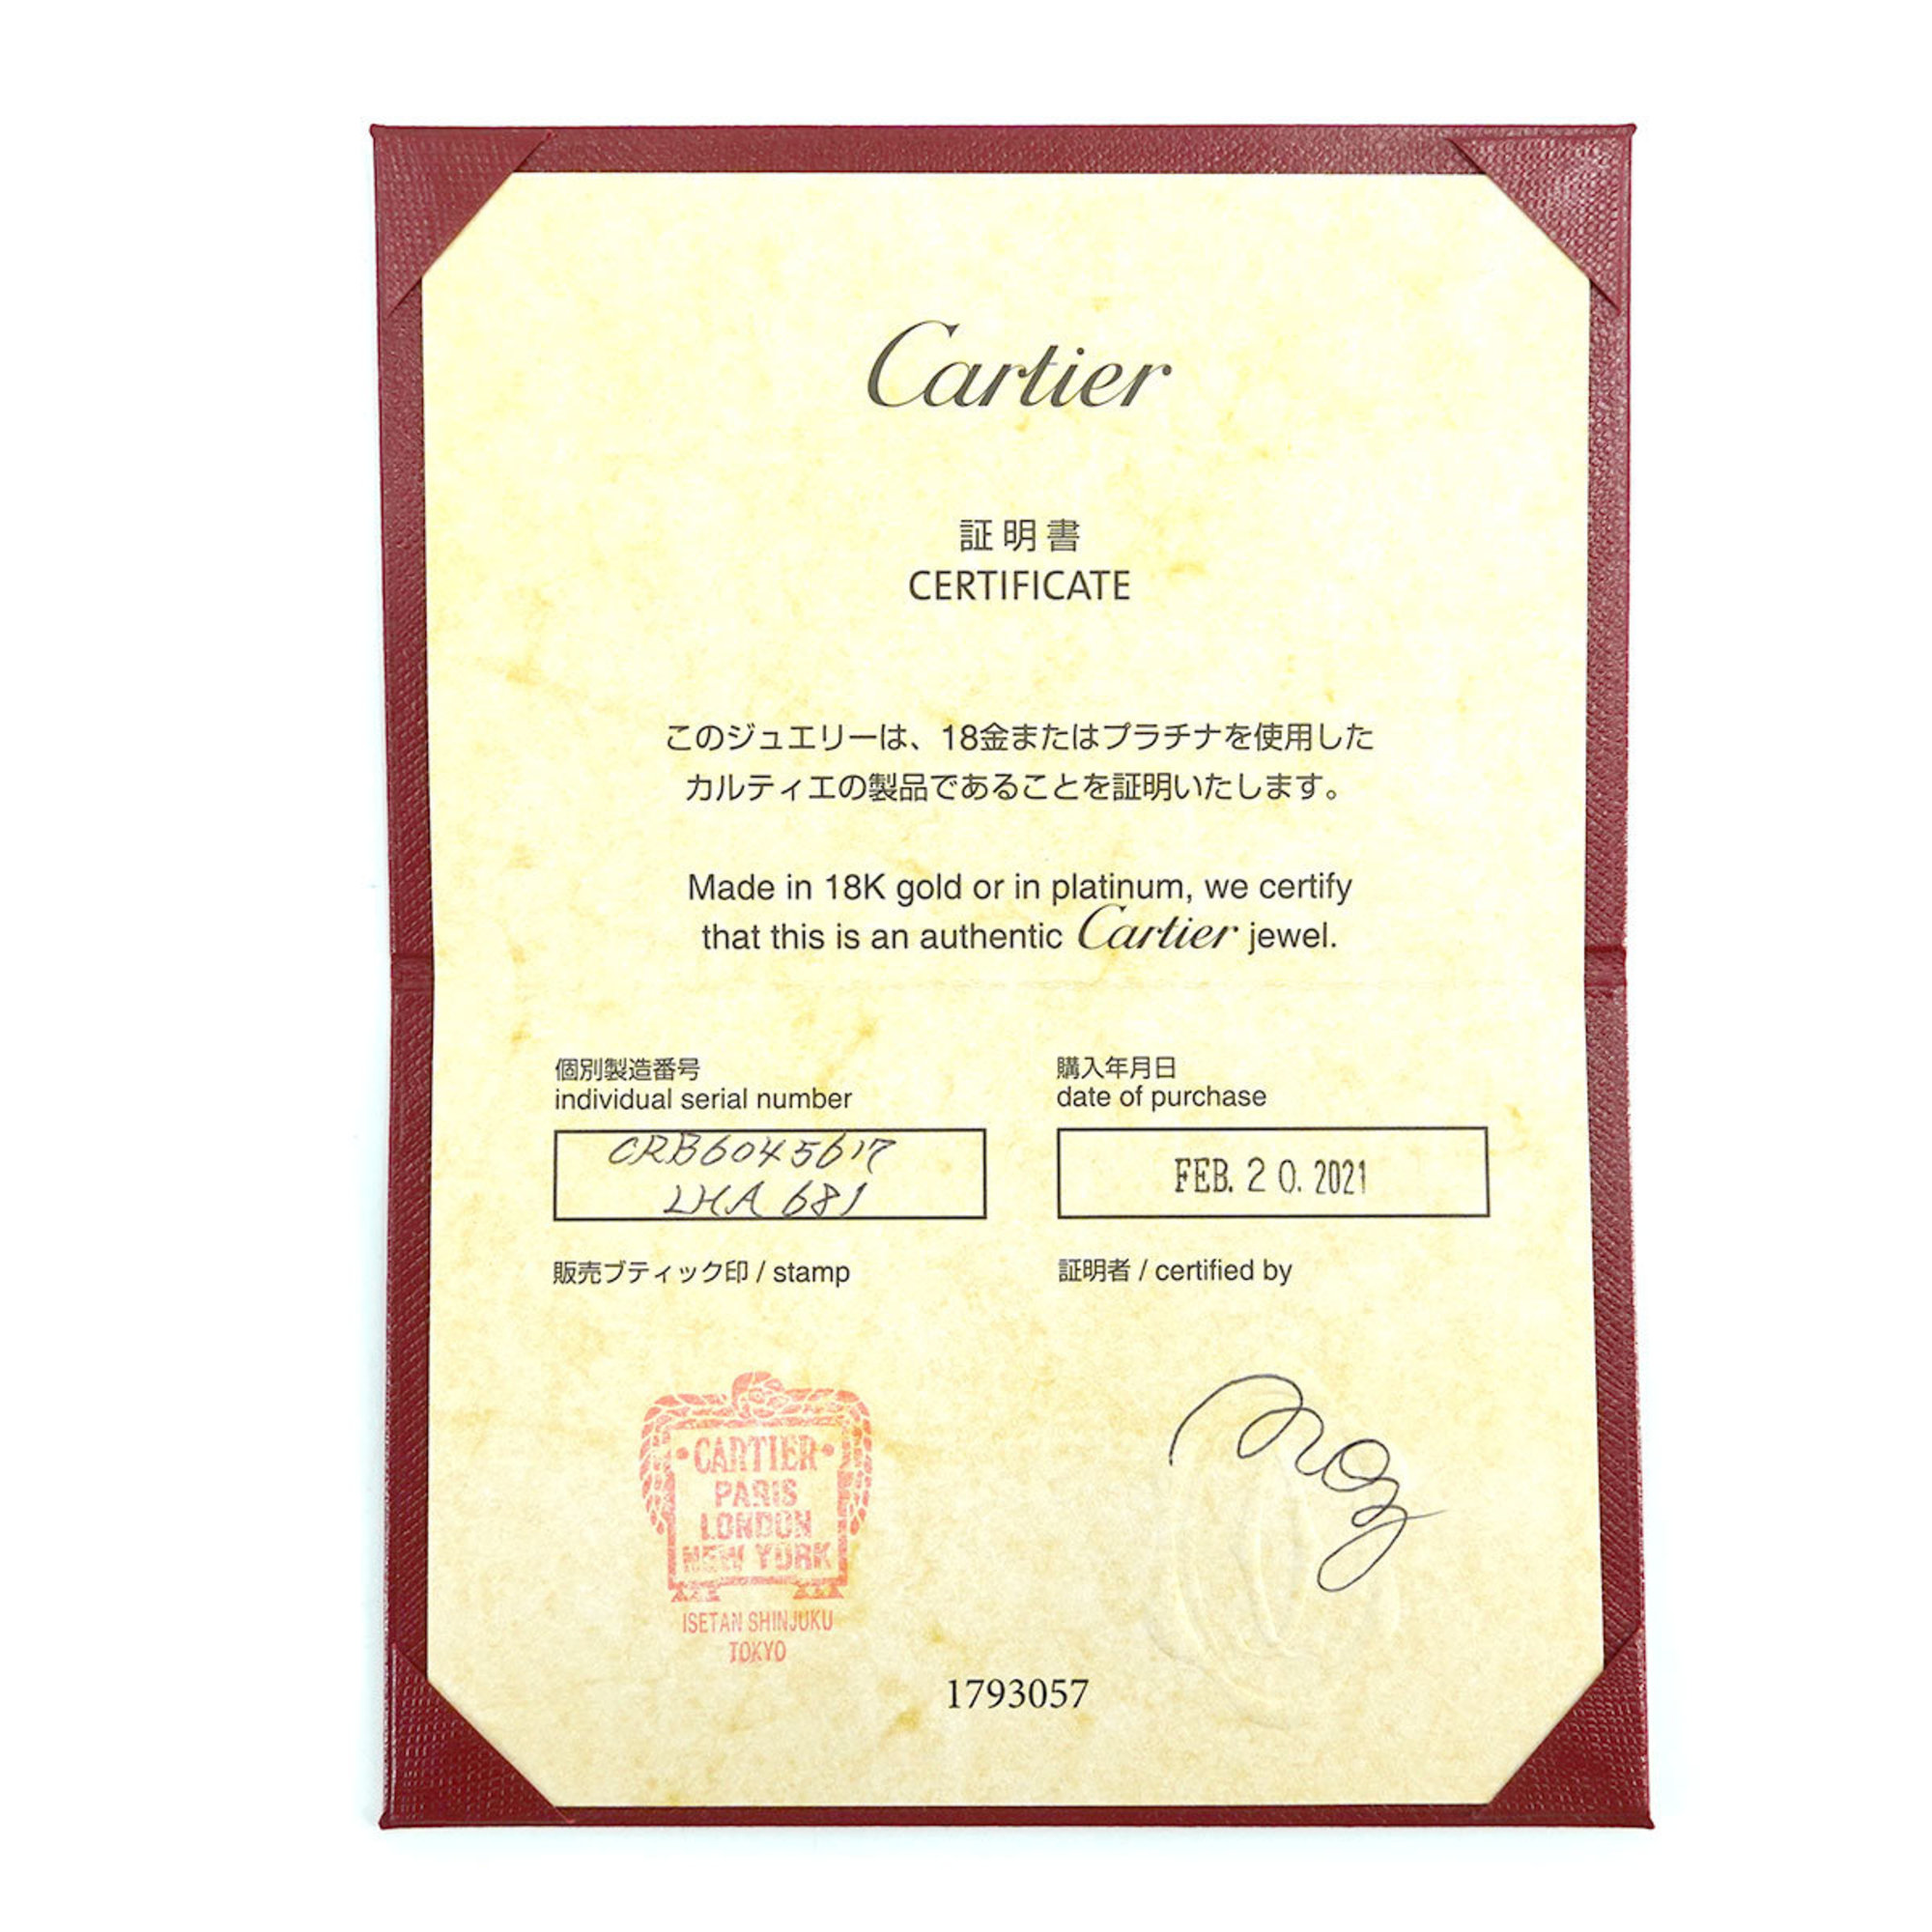 Cartier
証明書
CERTIFICATE
このジュエリーは、18金またはプラチナを使用した
カルティエの製品であることを証明いたします。
Made in 18K gold or in platinum, we certify
that this is an authentic Cartier jewel.
個別製造番号
individual serial number
CRB6045617
LHA 681
購入年月日
date of purchase
FEB. 20. 2021
販売ブティック印 / stamp
証明者 / certified by
CARTIER
PARIS
LONDON
NEW YORK
ISETAN SHINJUKU
TOKYO
1793057